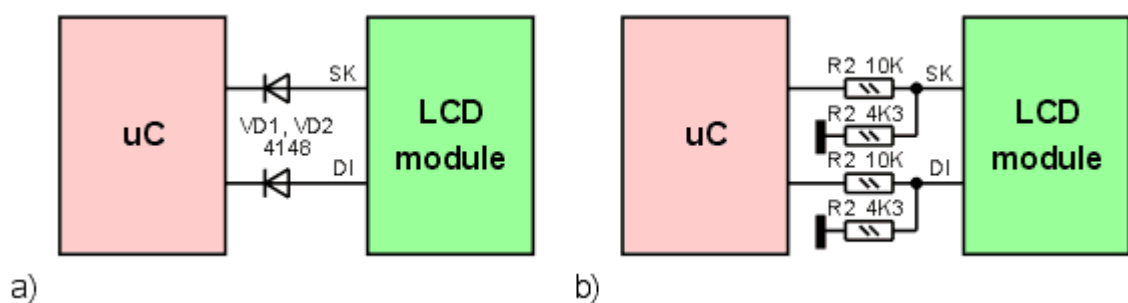 uC
SK
VD1, VD2
4148
DI
LCD
module
a)
uC
R2 10K
SK
R2 4K3
R2 10K
DI
R2 4K3
LCD
module
b)